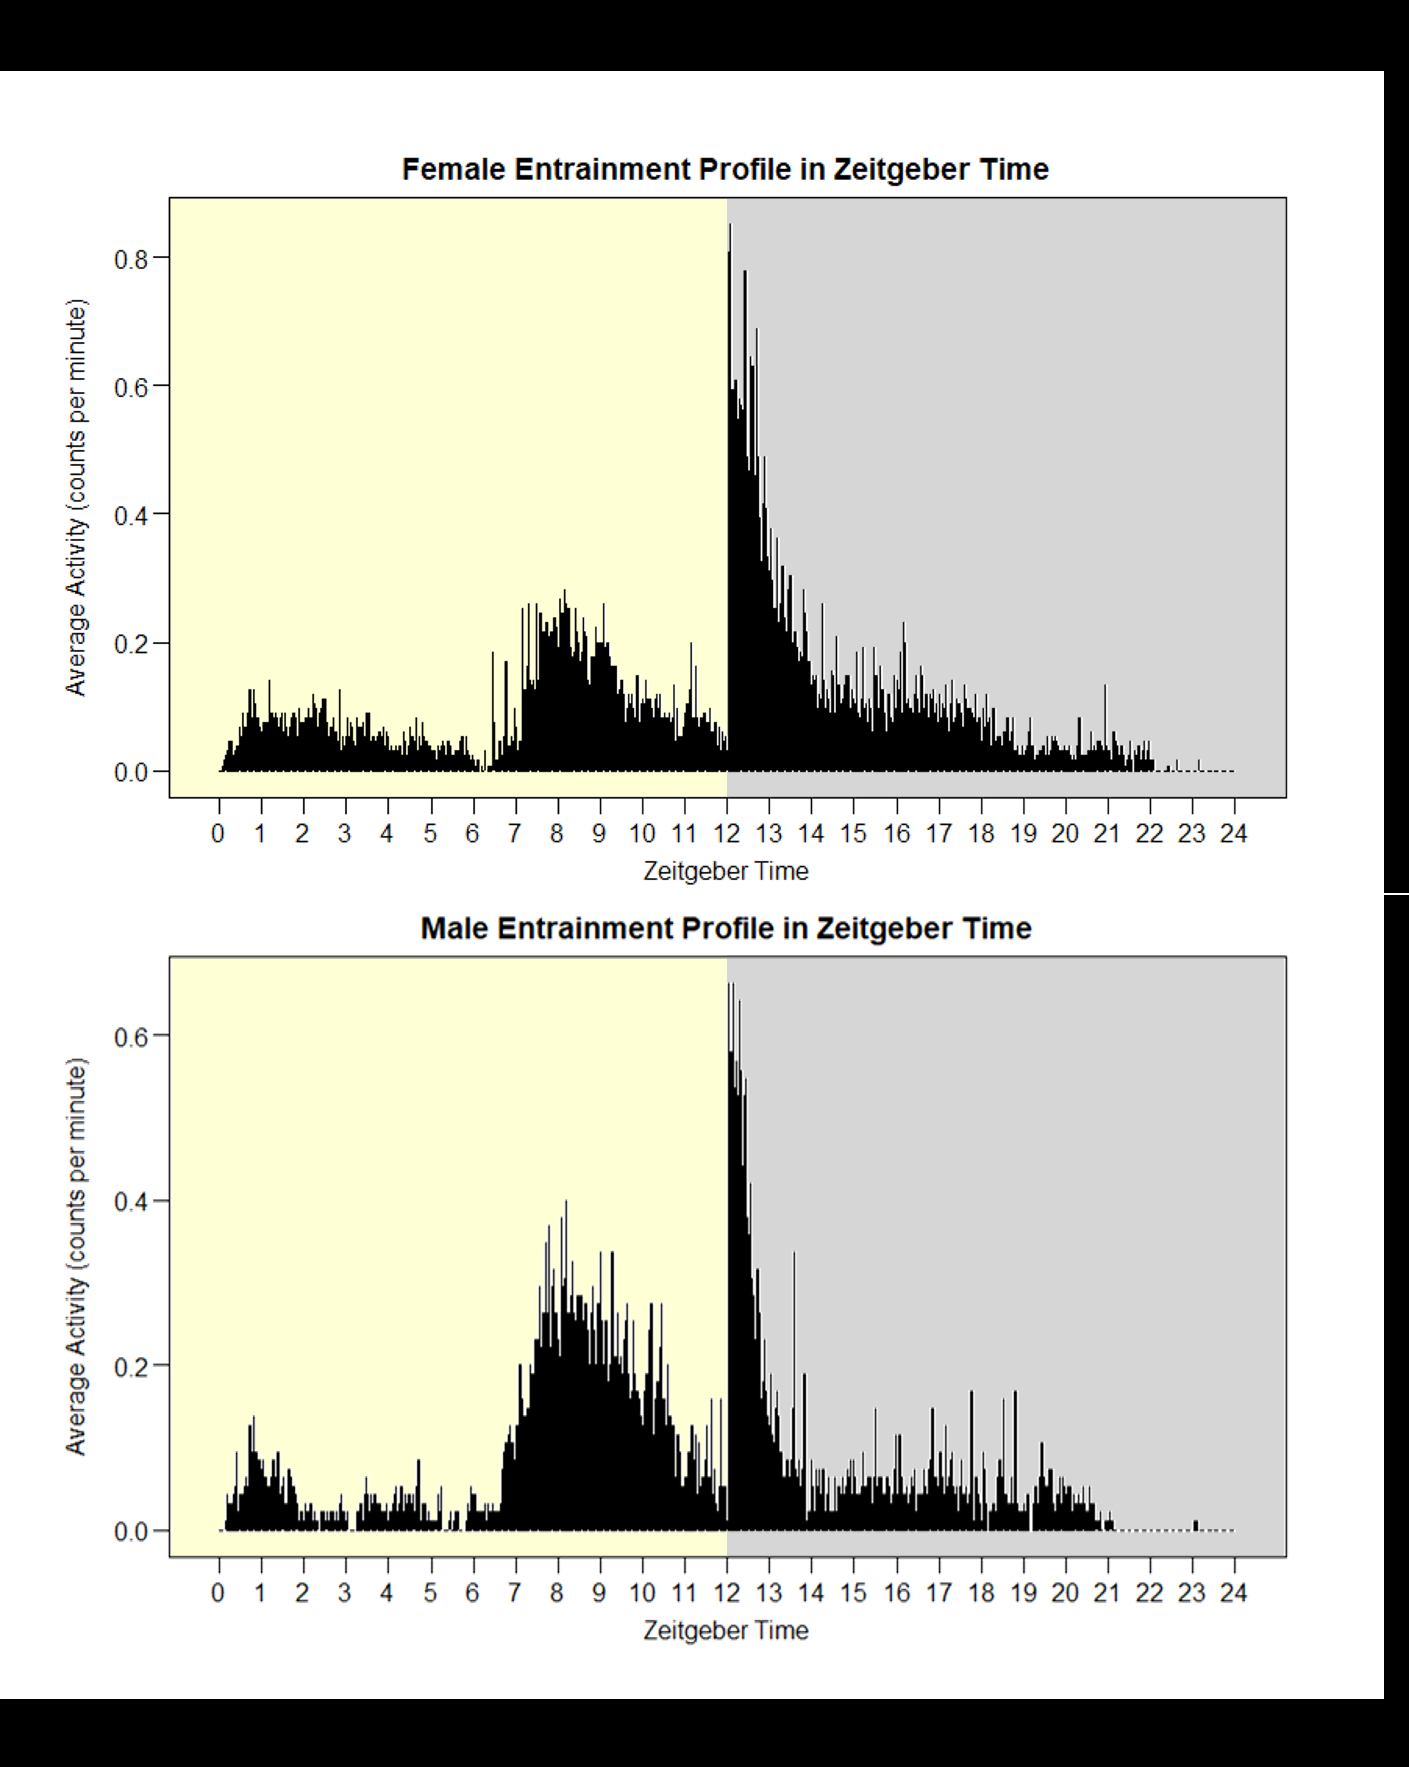 Female Entrainment Profile in Zeitgeber Time
Average Activity (counts per minute)
0.8
0.6
0.4
0.2
0.0
0 1 2 3 4 5 6 7 8 9 10 11 12 13 14 15 16 17 18 19 20 21 22 23 24
Zeitgeber Time
Male Entrainment Profile in Zeitgeber Time
Average Activity (counts per minute)
0.6
0.4
0.2
0.0
0 1 2 3 4 5 6 7 8 9 10 11 12 13 14 15 16 17 18 19 20 21 22 23 24
Zeitgeber Time